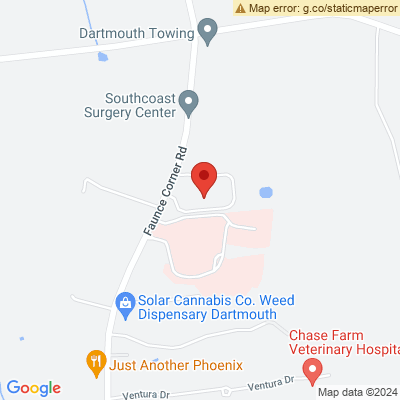 Map error: g.co/staticmaperror
Dartmouth Towing
Southcoast
Surgery Center
Faunce Corner Rd
Solar Cannabis Co. Weed
Dispensary Dartmouth
Chase Farm
Veterinary Hospita
Just Another Phoenix
Ventura Dr
Ventura Dr
Google
Map data ©2024